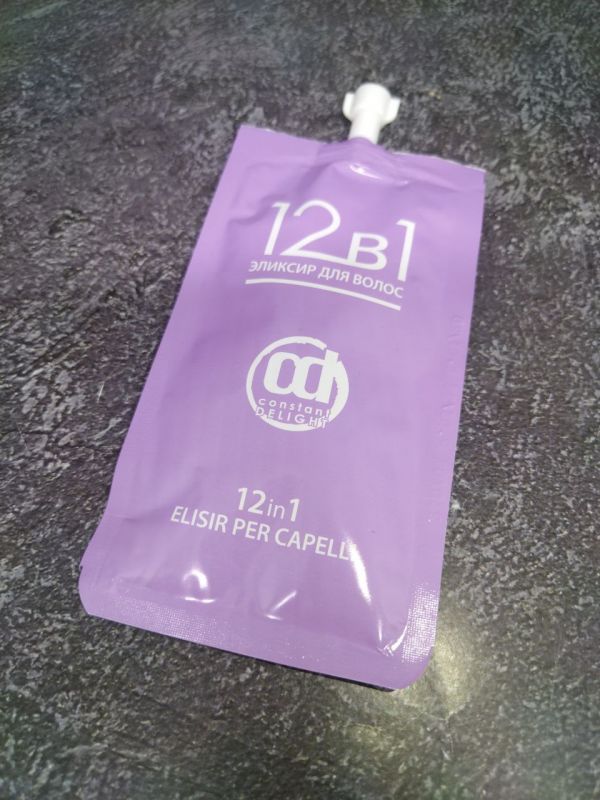 12в1
ЭЛИКСИР ДЛЯ ВОЛОС
cd
constant
DELIGHT
12in1
ELISIR PER CAPELLI